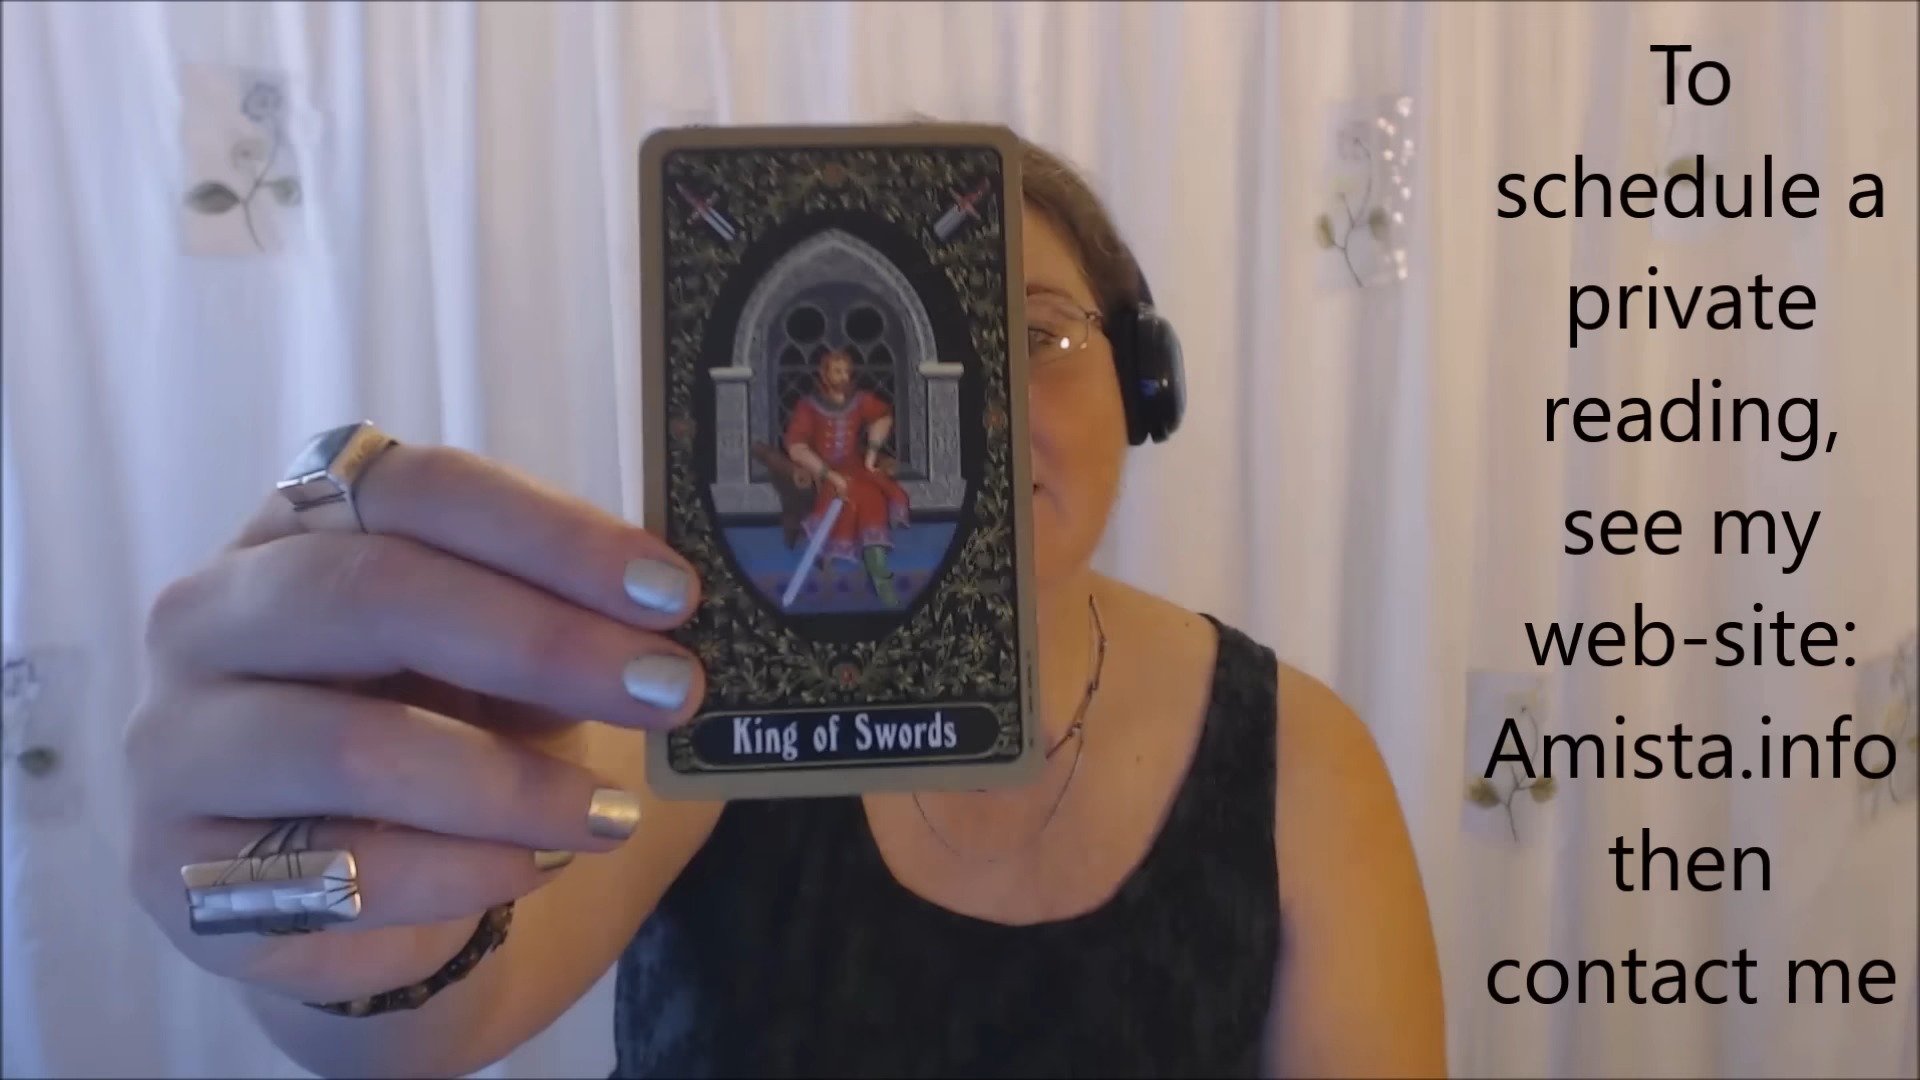 King of Swords
To
schedule a
private
reading,
see my
web-site:
Amista.info
then
contact me